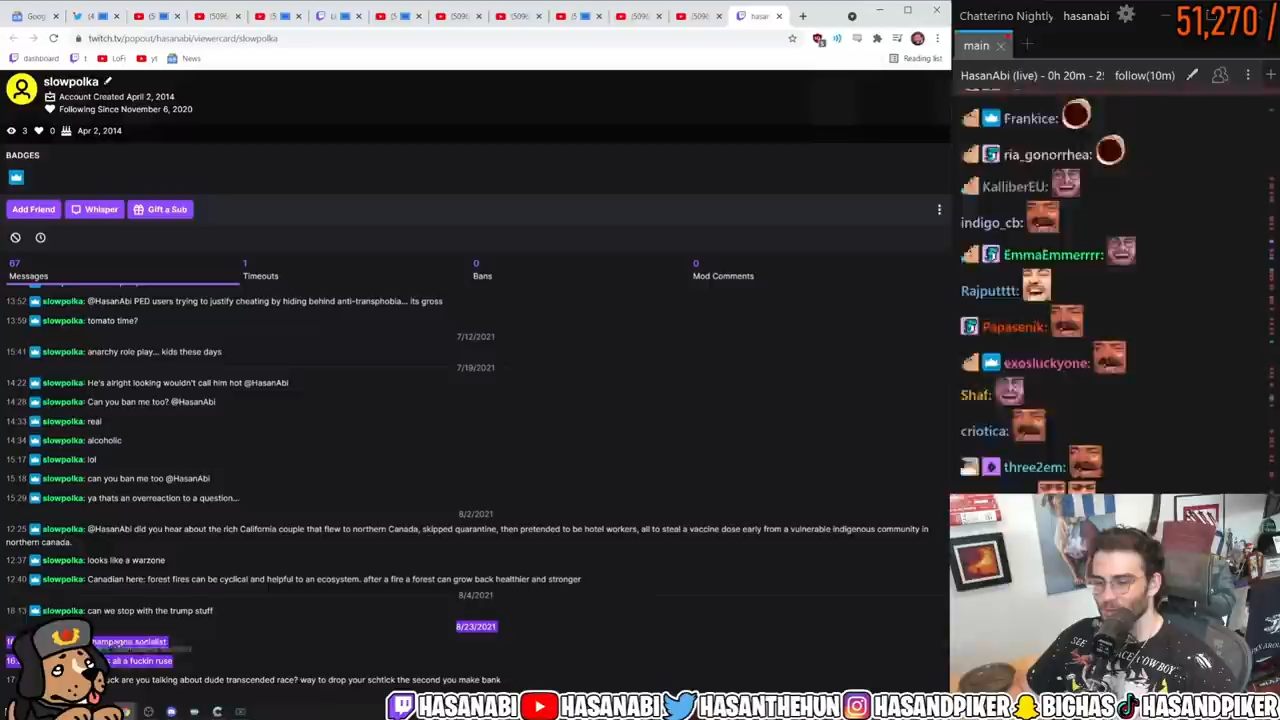 Chatterino Nightly hasanabi 51,270 /
twitch.tv/popout/hasanabi/viewercard/slowpolka
main
dashboard t LoFi yt News Reading list
slowpolka
HasanAbi (live) - 0h 20m - follow(10m)
Account Created April 2, 2014
Following Since November 6, 2020
3 0 Apr 2, 2014
BADGES
Add Friend Whisper Gift a Sub
67 1 0 0
Messages Timeouts Bans Mod Comments
13:52 slowpolka: @HasanAbi PED users trying to justify cheating by hiding behind anti-transphobia... its gross
13:59 slowpolka: tomato time?
7/12/2021
15:41 slowpolka: anarchy role play... kids these days
7/19/2021
14:22 slowpolka: He's alright looking wouldn't call him hot @HasanAbi
14:28 slowpolka: Can you ban me too? @HasanAbi
14:33 slowpolka: real
14:34 slowpolka: alcoholic
15:17 slowpolka: lol
15:18 slowpolka: can you ban me too @HasanAbi
15:29 slowpolka: ya thats an overreaction to a question...
8/2/2021
12:25 slowpolka: @HasanAbi did you hear about the rich California couple that flew to northern Canada, skipped quarantine, then pretended to be hotel workers, all to steal a vaccine dose early from a vulnerable indigenous community in
northern canada.
12:37 slowpolka: looks like a warzone
12:40 slowpolka: Canadian here: forest fires can be cyclical and helpful to an ecosystem. after a fire a forest can grow back healthier and stronger
8/4/2021
18:13 slowpolka: can we stop with the trump stuff
8/23/2021
hampagne socialist
all a fuckin ruse
are you talking about dude transcended race? way to drop your schtick the second you make bank
Frankice:
ria_gonorrhea:
KalliberEU:
indigo_cb:
EmmaEmmerrrr:
Rajputttt:
Papasenik:
exosluckyone:
Shaf:
criotica:
three2em:
SEE COWBOY
HASANABI HASANABI HASANTHEHUN HASANDPIKER BIGHAS HASANDPIKER